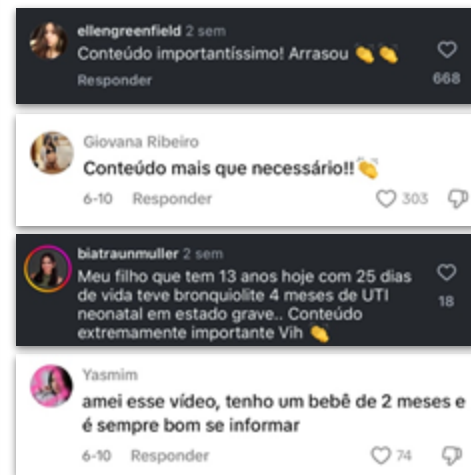 ellengreenfield 2 sem
Conteúdo importantíssimo! Arrasou 👏👏
Responder
668
Giovana Ribeiro
Conteúdo mais que necessário!!👏
6-10 Responder 303
biatraunmuller 2 sem
Meu filho que tem 13 anos hoje com 25 dias
de vida teve bronquiolite 4 meses de UTI
neonatal em estado grave.. Conteúdo
extremamente importante Vih 👏
18
Yasmim
amei esse vídeo, tenho um bebê de 2 meses e
é sempre bom se informar
6-10 Responder 74